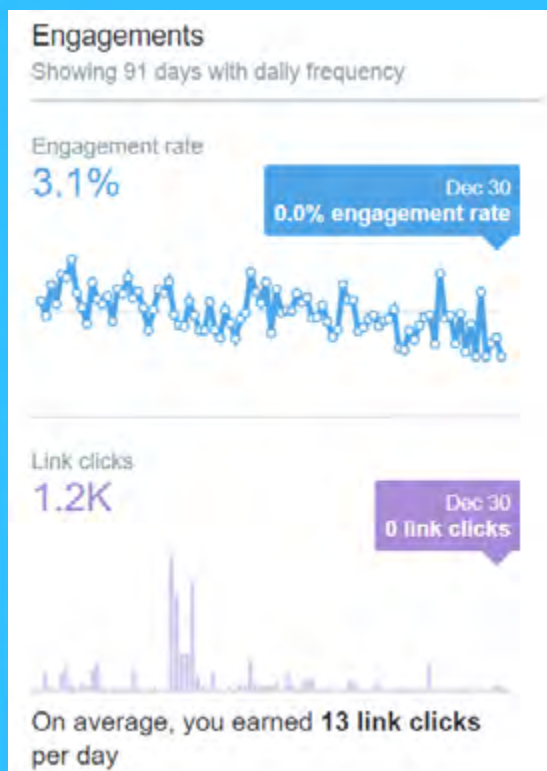 Engagements
Showing 91 days with daily frequency
Engagement rate
3.1%
Dec 30
0.0% engagement rate
Link clicks
1.2K
Dec 30
0 link clicks
On average, you earned 13 link clicks
per day